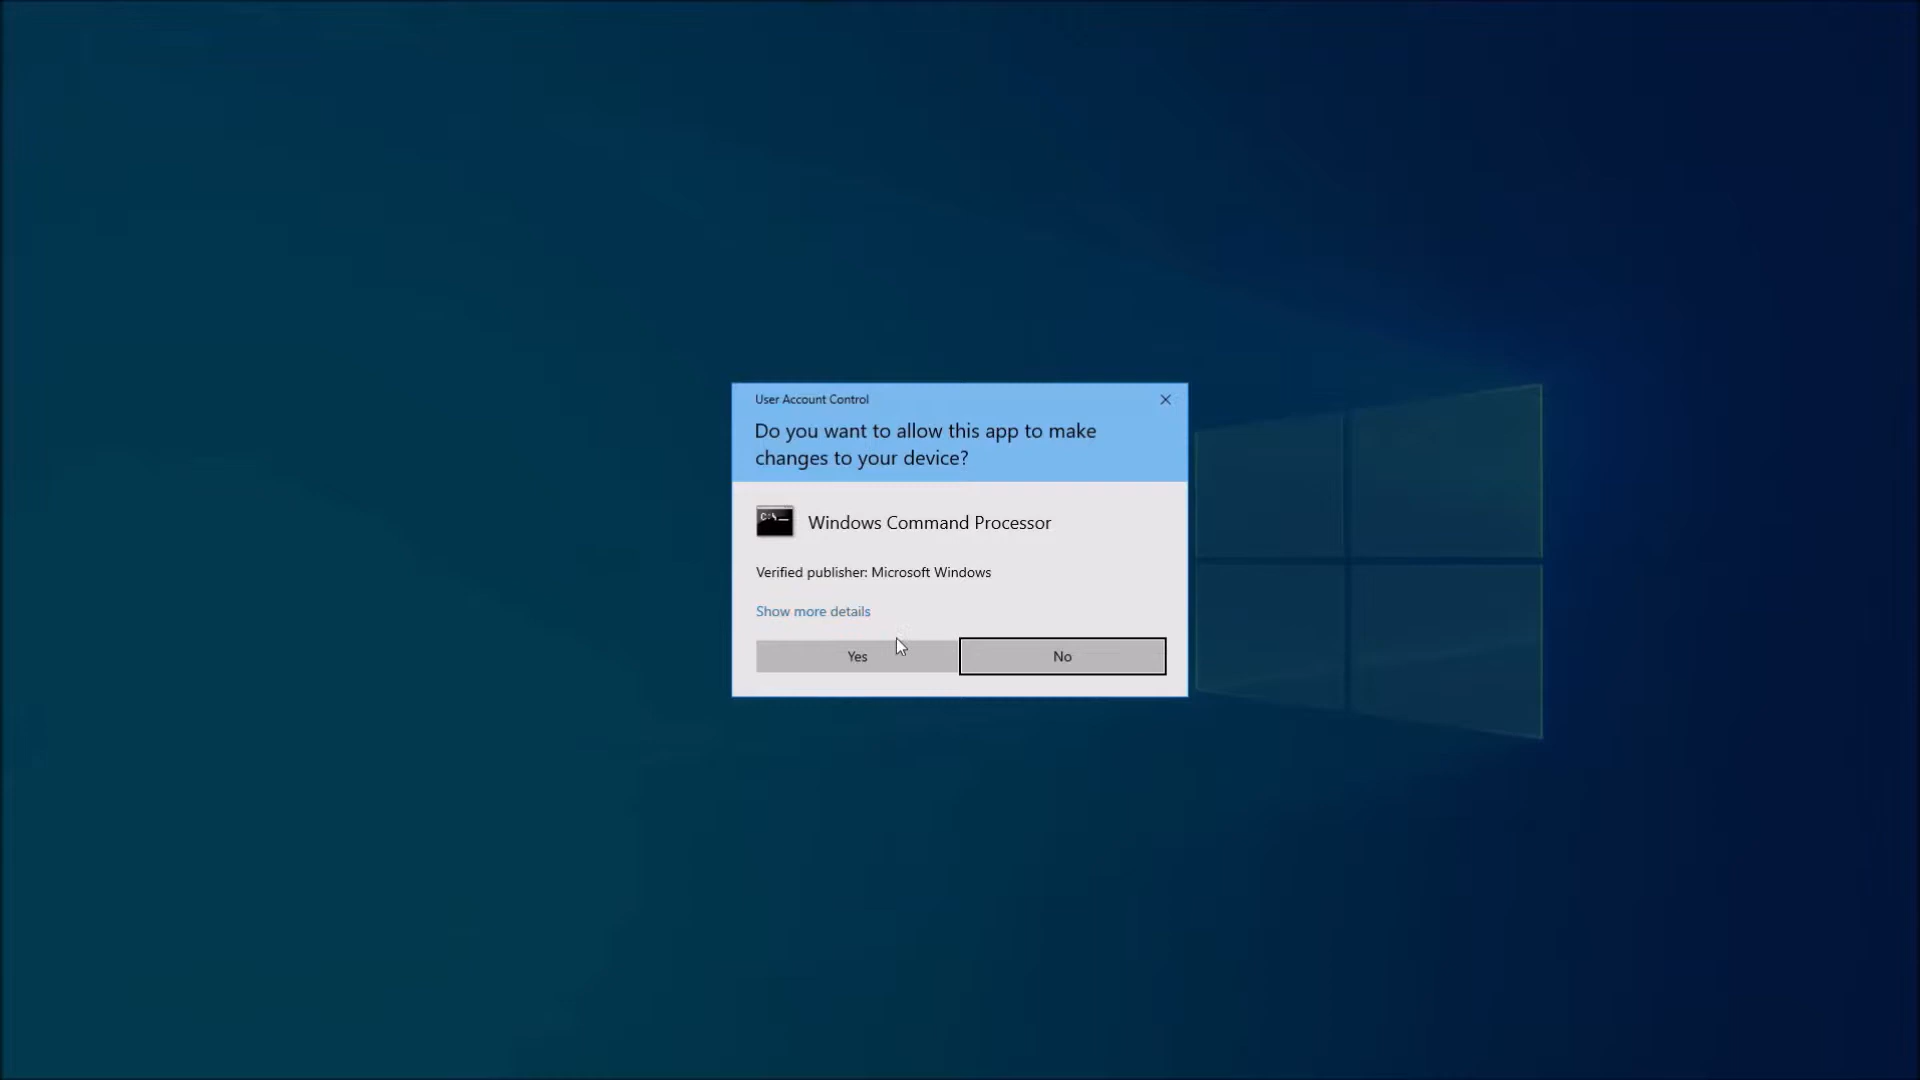 User Account Control
Do you want to allow this app to make
changes to your device?
C:\_
Windows Command Processor
Verified publisher: Microsoft Windows
Show more details
Yes
No